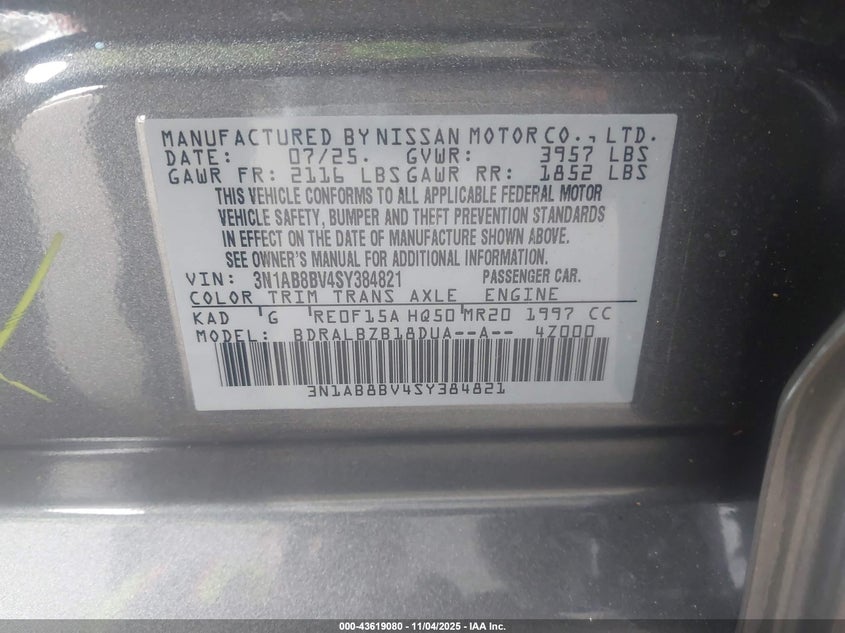 MANUFACTURED BY NISSAN MOTOR CO., LTD.
DATE: 07/25. GVWR: 3957 LBS
GAWR FR: 2116 LBS GAWR RR: 1852 LBS
THIS VEHICLE CONFORMS TO ALL APPLICABLE FEDERAL MOTOR
VEHICLE SAFETY, BUMPER AND THEFT PREVENTION STANDARDS
IN EFFECT ON THE DATE OF MANUFACTURE SHOWN ABOVE.
SEE OWNER'S MANUAL FOR ADDITIONAL INFORMATION.
VIN: 3N1AB8BV4SY384821 PASSENGER CAR.
COLOR TRIM TRANS AXLE ENGINE
KAD G RE0F15A HQ50 MR20 1997 CC
MODEL: BDRALBZB18DUA--A-- 4Z000
3N1AB8BV4SY384821
000-43619080 - 11/04/2025 - IAA Inc.